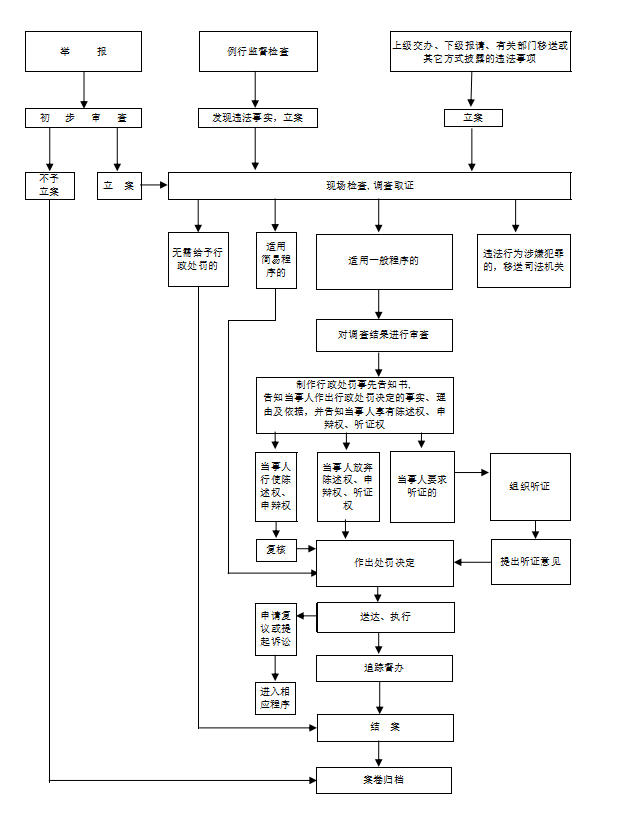 举 报
例行监督检查
上级交办、下级报请、有关部门移送或
其它方式披露的违法事项
初 步 审 查
发现违法事实，立案
立案
不予
立案
立 案
现场检查,调查取证
无需给予行
政处罚的
适用
简易程
序的
适用一般程序的
违法行为涉嫌犯罪
的，移送司法机关
对调查结果进行审查
制作行政处罚事先告知书,
告知当事人作出行政处罚决定的事实、理
由及依据，并告知当事人享有陈述权、申
辩权、听证权
当事人
行使陈
述权、
申辩权
当事人放弃
陈述权、申
辩权、听证
权
当事人要求
听证的
组织听证
复核
作出处罚决定
提出听证意见
申请复
议或提
起诉讼
送达、执行
追踪督办
进入相
应程序
结 案
案卷归档